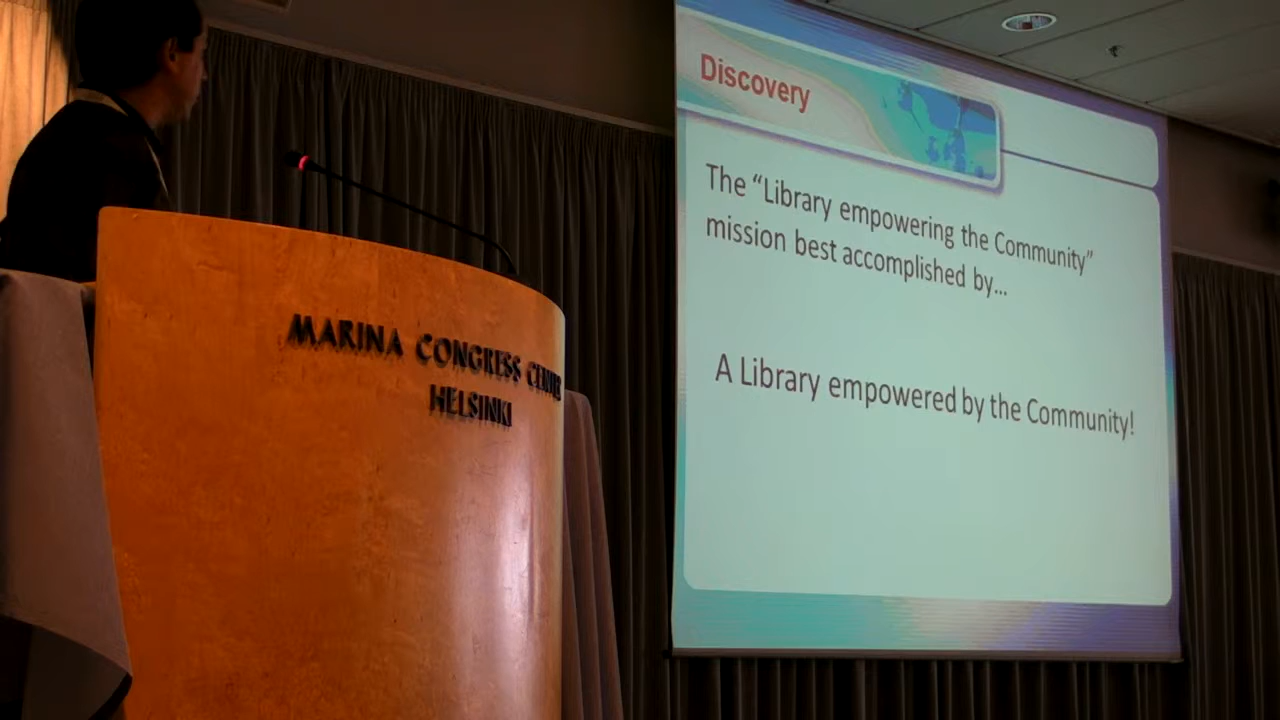 MARINA CONGRESS CENTER
HELSINKI
Discovery
The “Library empowering the Community”
mission best accomplished by...
A Library empowered by the Community!